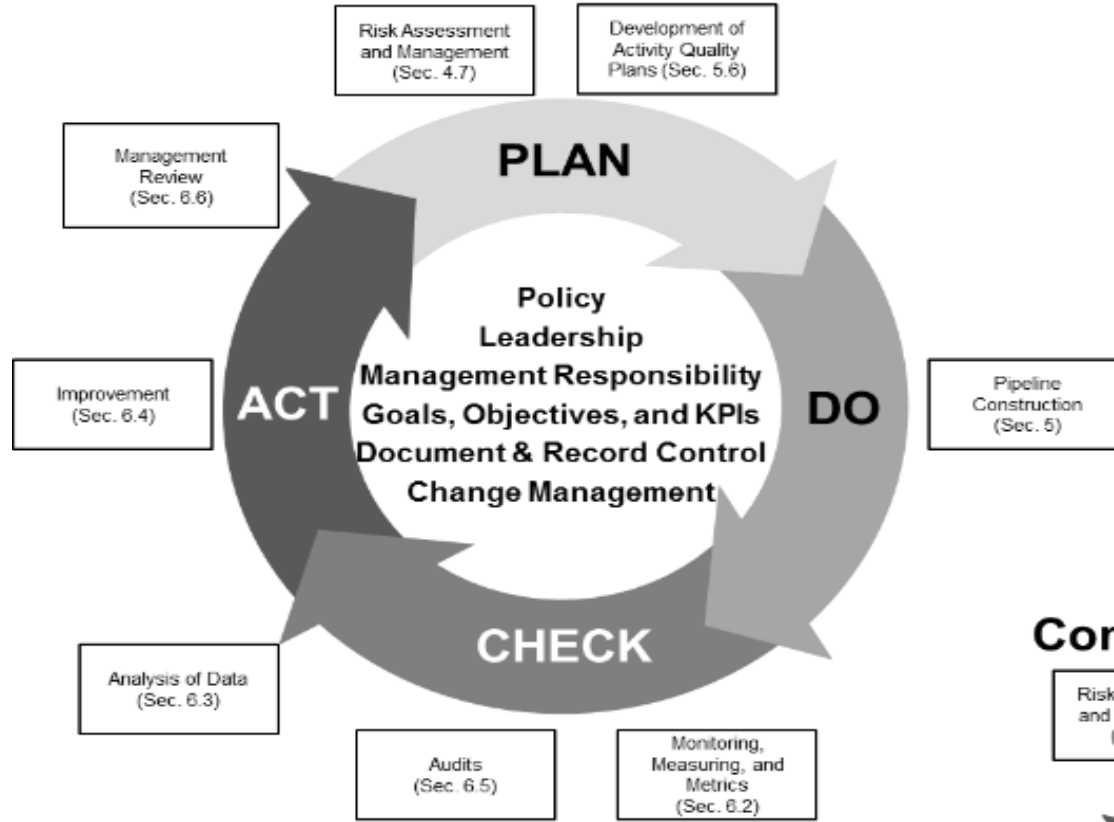 Risk Assessment
and Management
(Sec. 4.7)
Development of
Activity Quality
Plans (Sec. 5.6)
Management
Review
(Sec. 6.6)
PLAN
Policy
Leadership
Management Responsibility
Goals, Objectives, and KPIs
Document & Record Control
Change Management
Improvement
(Sec. 6.4)
ACT
DO
Pipeline
Construction
(Sec. 5)
CHECK
Analysis of Data
(Sec. 6.3)
Audits
(Sec. 6.5)
Monitoring,
Measuring, and
Metrics
(Sec. 6.2)
Risk
and